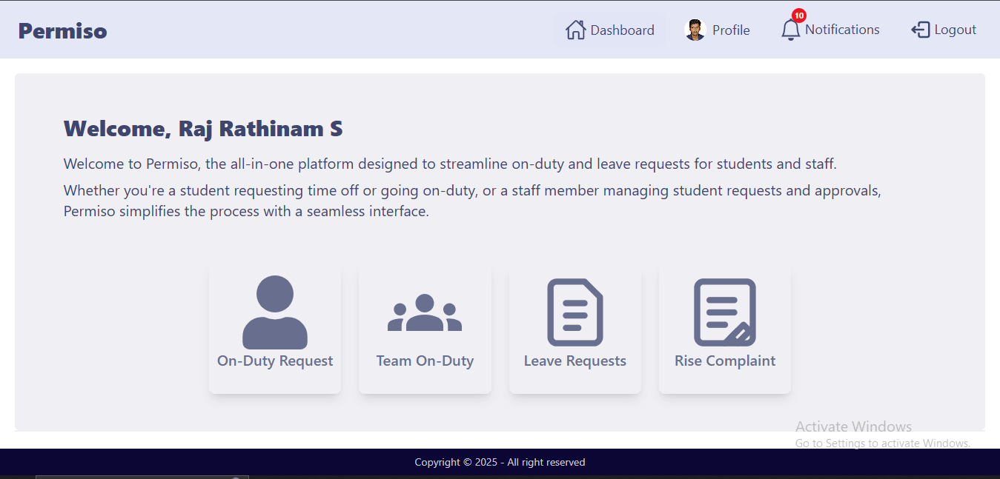 Permiso
Dashboard
Profile
10
Notifications
Logout
Welcome, Raj Rathinam S
Welcome to Permiso, the all-in-one platform designed to streamline on-duty and leave requests for students and staff.
Whether you're a student requesting time off or going on-duty, or a staff member managing student requests and approvals,
Permiso simplifies the process with a seamless interface.
On-Duty Request
Team On-Duty
Leave Requests
Rise Complaint
Activate Windows
Go to Settings to activate Windows.
Copyright © 2025 - All right reserved